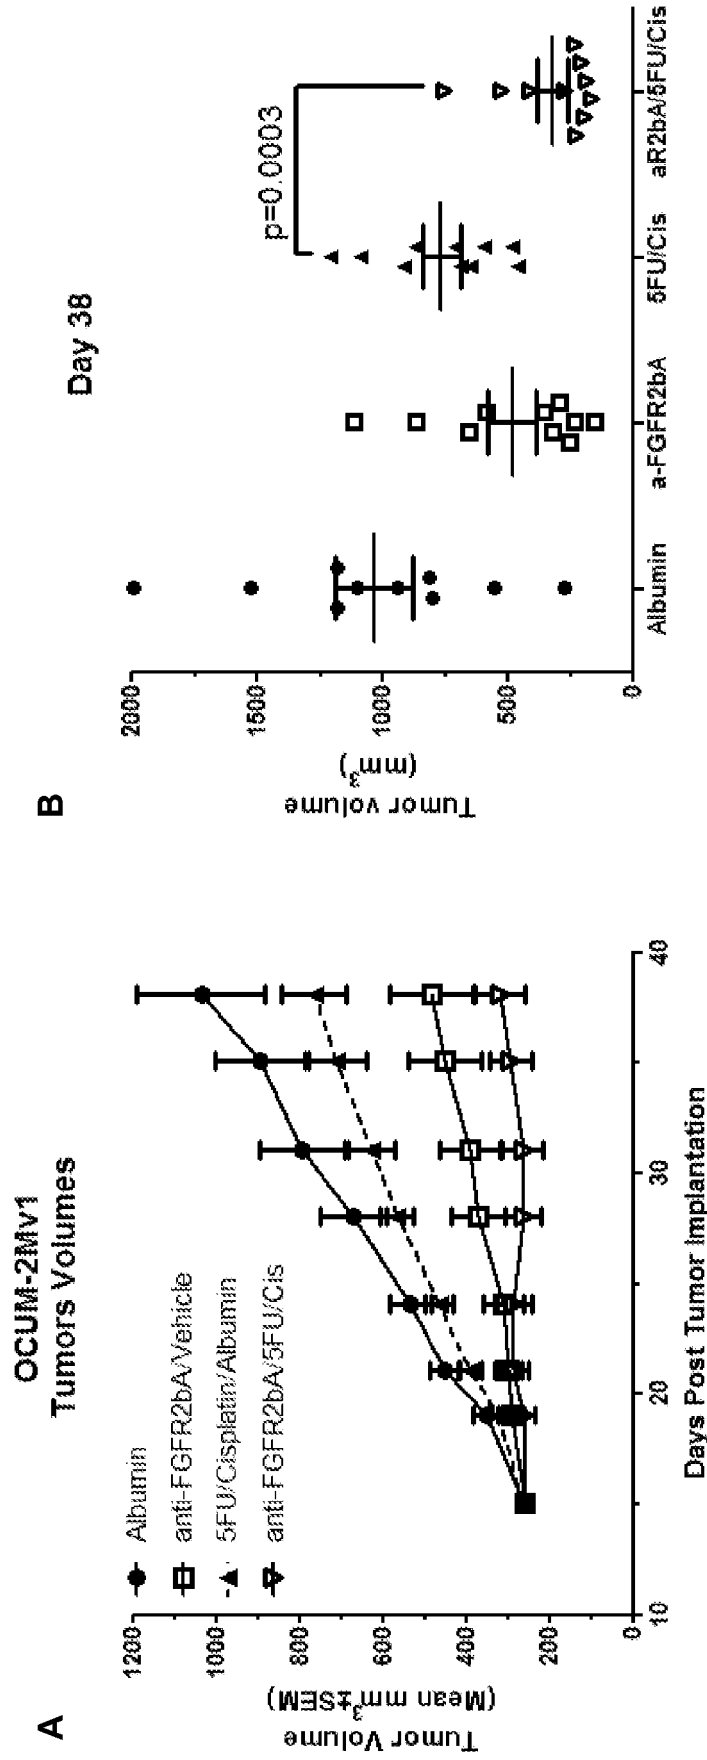 A
OCUM-2Mv1
Tumors Volumes
Albumin
anti-FGFR2bA/Vehicle
5FU/Cisplatin/Albumin
anti-FGFR2bA/5FU/Cis
Tumor Volume
(Mean mm³±SEM)
1200
1000
800
600
400
200
0
10
20
30
40
Days Post Tumor Implantation
B
Day 38
p=0.0003
Tumor volume
(mm³)
2000
1500
1000
500
0
Albumin
a-FGFR2bA
5FU/Cis
aR2bA/5FU/Cis